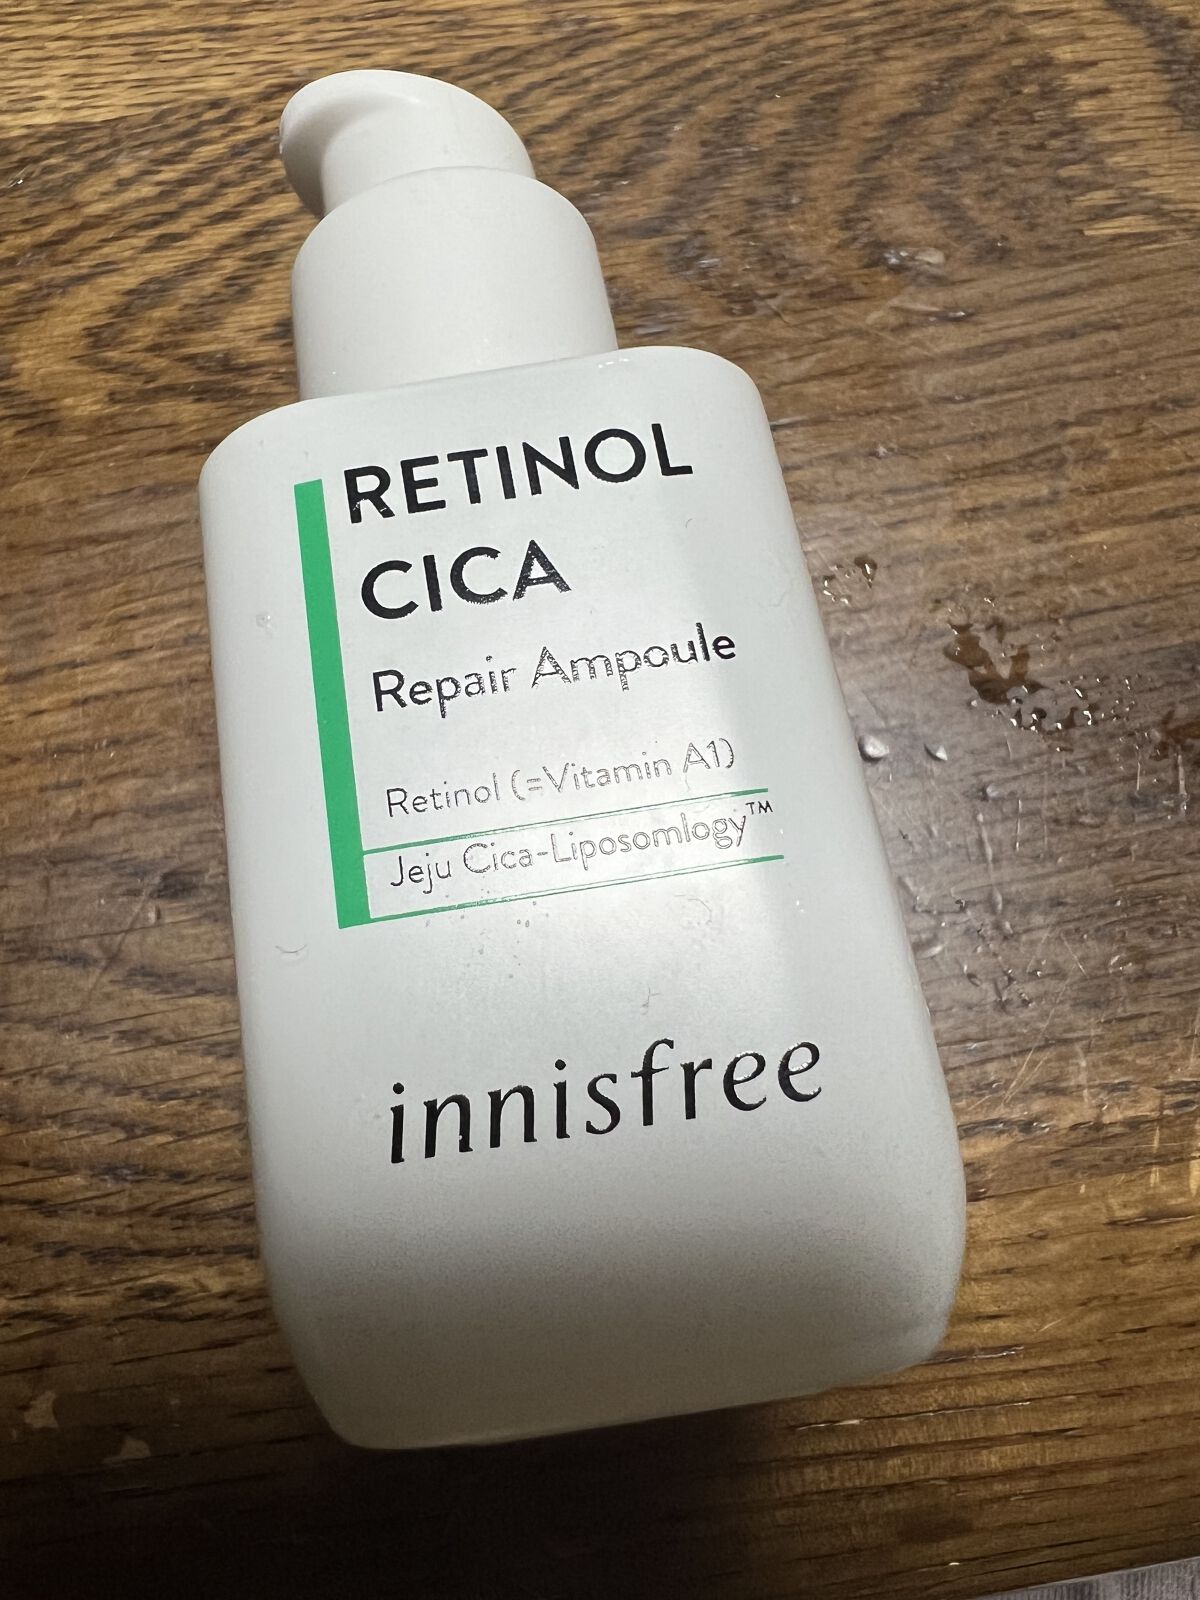 RETINOL
CICA
Repair Ampoule
Retinol (=Vitamin A1)
Jeju Cica-Liposomlogy™
innisfree